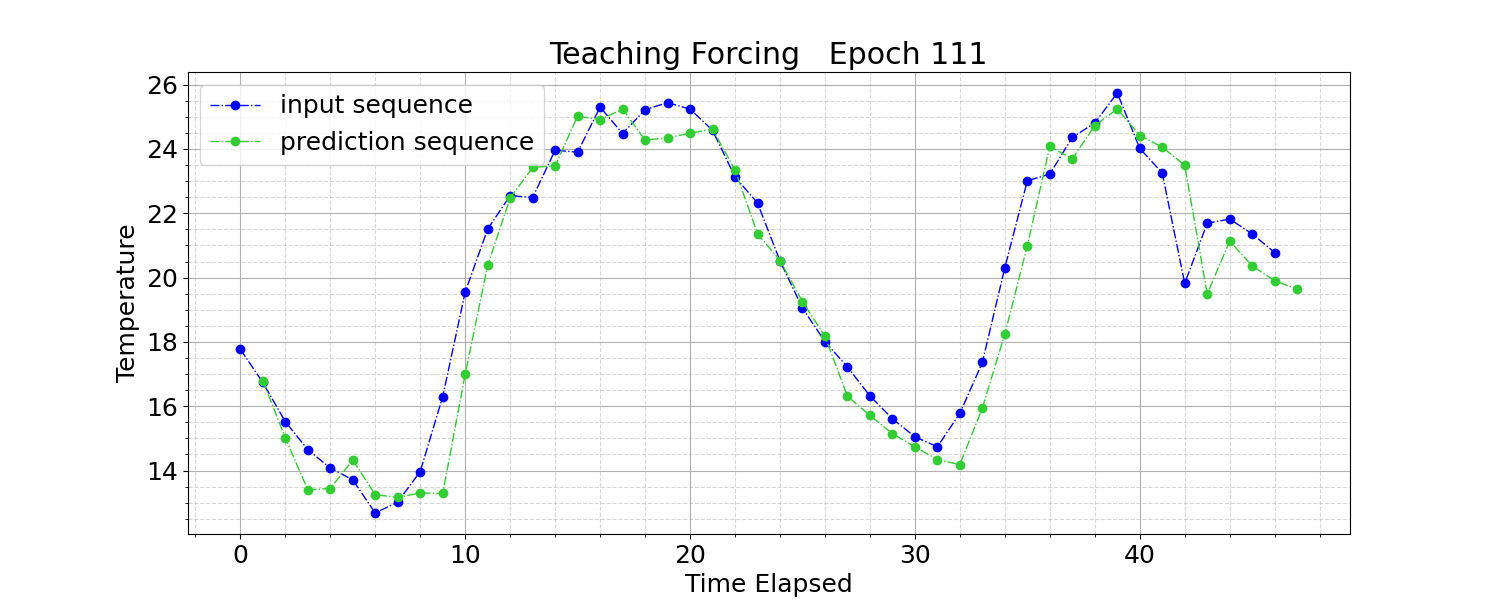 Teaching Forcing   Epoch 111
input sequence
prediction sequence
Temperature
26
24
22
20
18
16
14
0 10 20 30 40
Time Elapsed